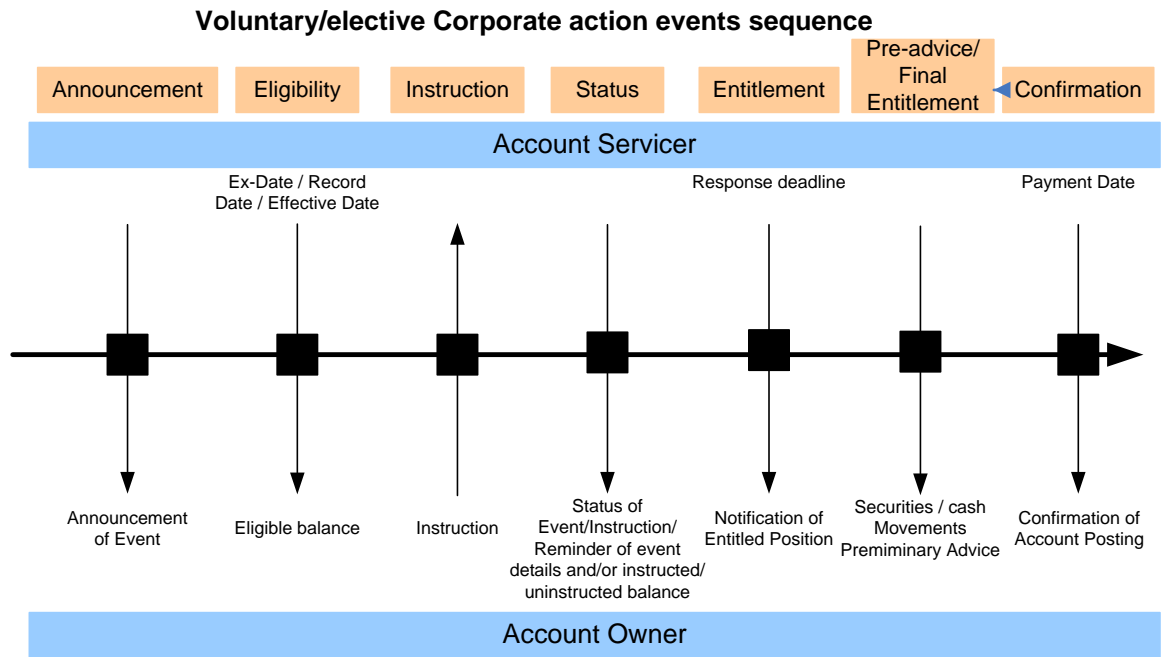 Voluntary/elective Corporate action events sequence
Announcement
Eligibility
Instruction
Status
Entitlement
Pre-advice/
Final
Entitlement
Confirmation
Account Servicer
Ex-Date / Record
Date / Effective Date
Response deadline
Payment Date
Announcement
of Event
Eligible balance
Instruction
Status of
Event/Instruction/
Reminder of event
details and/or instructed/
uninstructed balance
Notification of
Entitled Position
Securities / cash
Movements
Premiminary Advice
Confirmation of
Account Posting
Account Owner